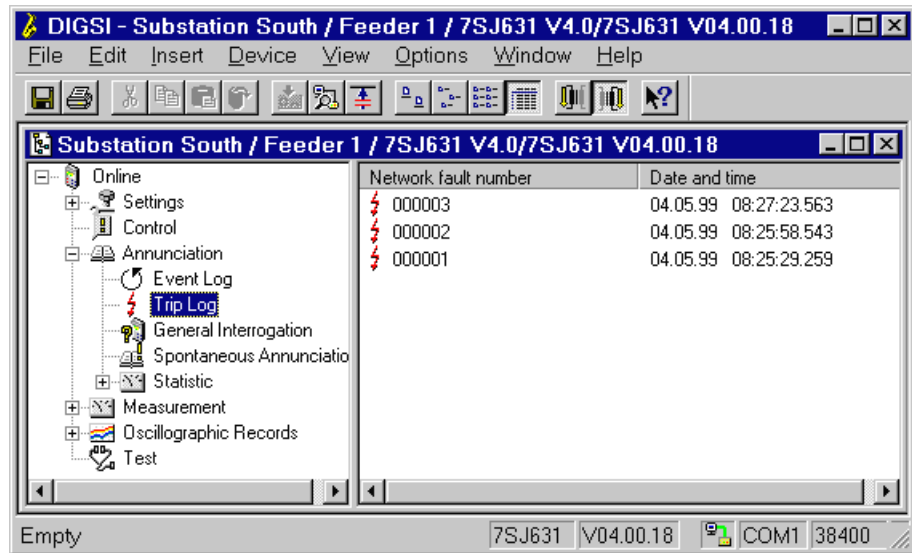 DIGSI - Substation South / Feeder 1 / 7SJ631 V4.0/7SJ631 V04.00.18
File Edit Insert Device View Options Window Help
Substation South / Feeder 1 / 7SJ631 V4.0/7SJ631 V04.00.18
Online
Settings
Control
Annunciation
Event Log
Trip Log
General Interrogation
Spontaneous Annunciatio
Statistic
Measurement
Oscillographic Records
Test
Network fault number Date and time
000003 04.05.99 08:27:23.563
000002 04.05.99 08:25:58.543
000001 04.05.99 08:25:29.259
Empty 7SJ631 V04.00.18 COM1 38400